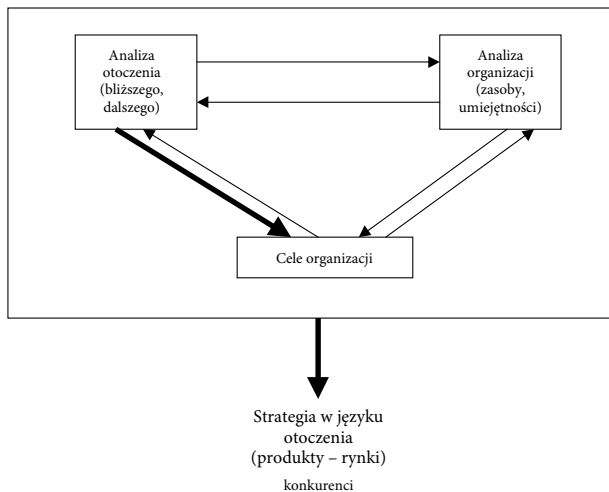 Analiza
otoczenia
(bliższego,
dalszego)
Analiza
organizacji
(zasoby,
umiejętności)
Cele organizacji
Strategia w języku
otoczenia
(produkty – rynki)
konkurenci